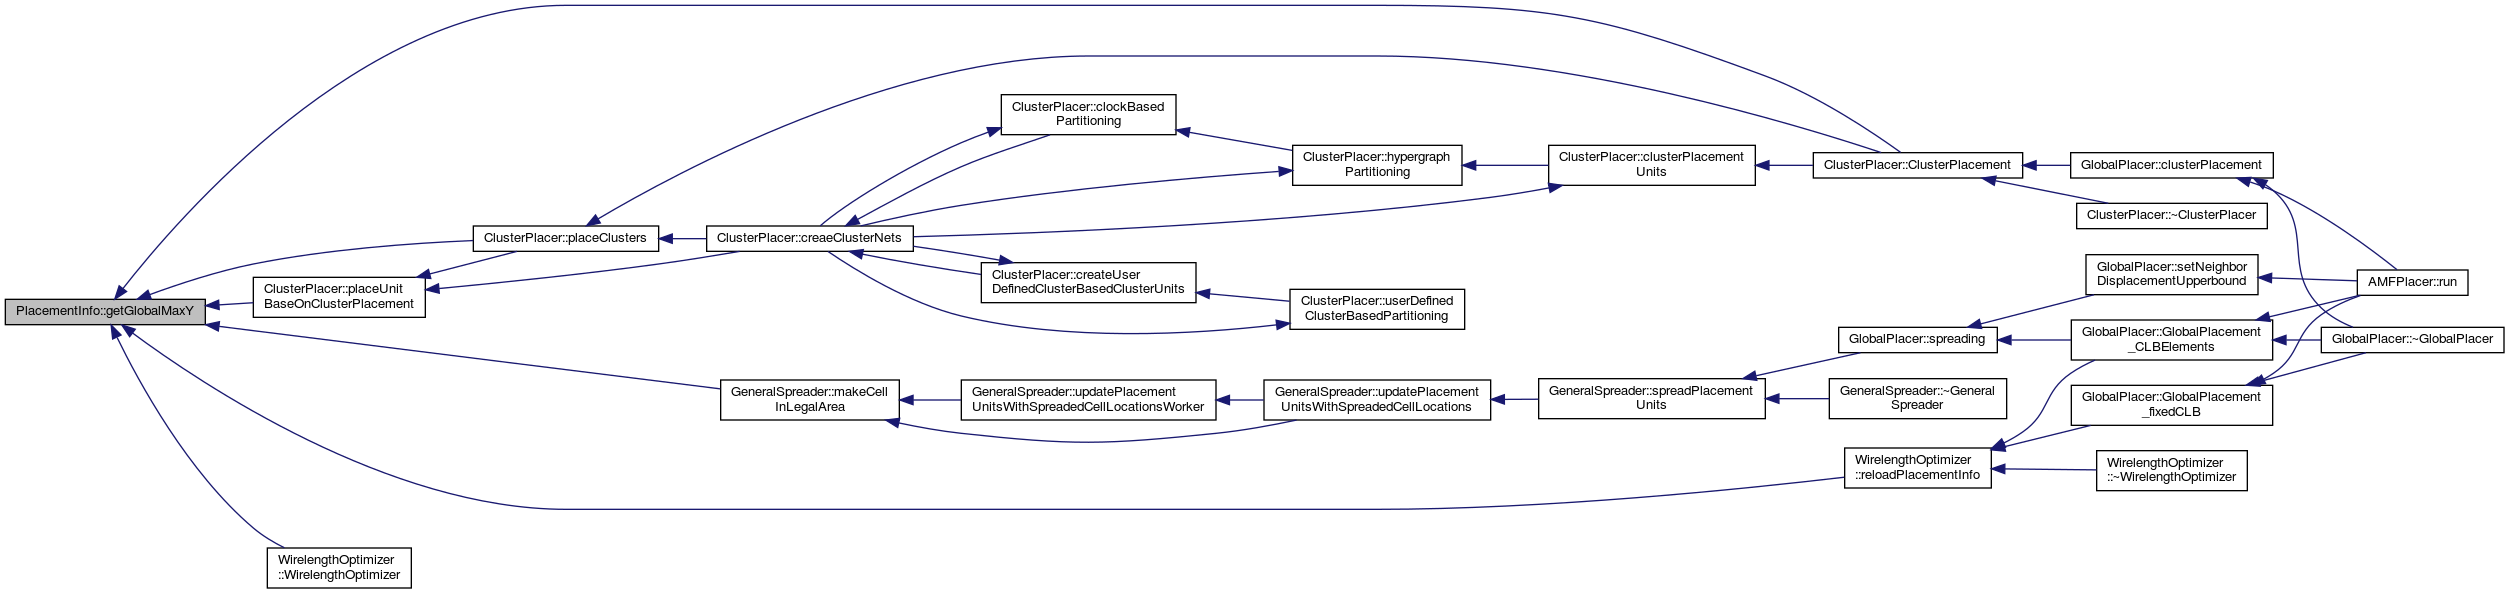 PlacementInfo::getGlobalMaxY
ClusterPlacer::placeUnit
BaseOnClusterPlacement
ClusterPlacer::placeClusters
ClusterPlacer::creaeClusterNets
ClusterPlacer::clockBased
Partitioning
ClusterPlacer::hypergraph
Partitioning
ClusterPlacer::clusterPlacement
Units
ClusterPlacer::ClusterPlacement
GlobalPlacer::clusterPlacement
ClusterPlacer::~ClusterPlacer
ClusterPlacer::createUser
DefinedClusterBasedClusterUnits
ClusterPlacer::userDefined
ClusterBasedPartitioning
GlobalPlacer::setNeighbor
DisplacementUpperbound
AMFPlacer::run
GlobalPlacer::spreading
GlobalPlacer::GlobalPlacement
_CLBElements
GlobalPlacer::~GlobalPlacer
GeneralSpreader::makeCell
InLegalArea
GeneralSpreader::updatePlacement
UnitsWithSpreadedCellLocationsWorker
GeneralSpreader::updatePlacement
UnitsWithSpreadedCellLocations
GeneralSpreader::spreadPlacement
Units
GeneralSpreader::~General
Spreader
GlobalPlacer::GlobalPlacement
_fixedCLB
WirelengthOptimizer
::reloadPlacementInfo
WirelengthOptimizer
::~WirelengthOptimizer
WirelengthOptimizer
::WirelengthOptimizer